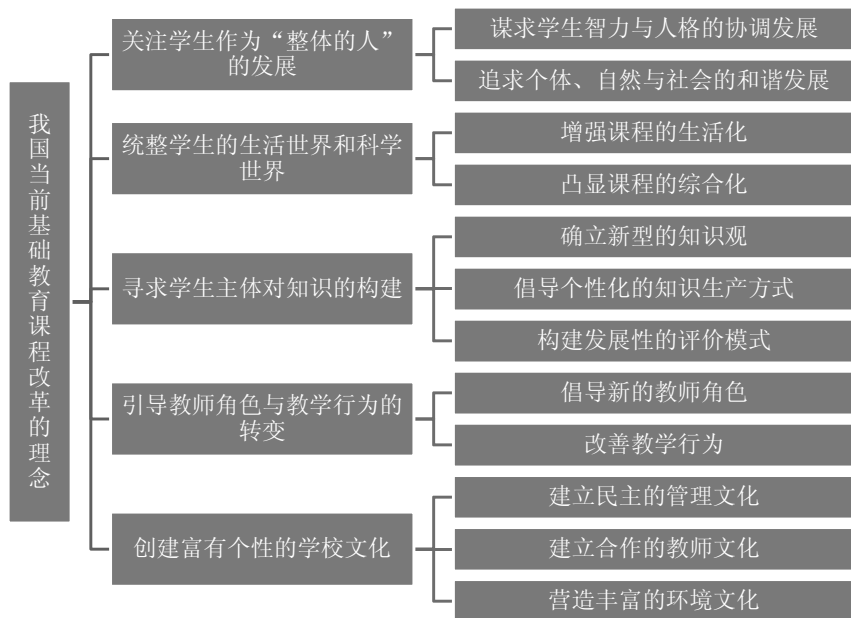 我国当前基础教育课程改革的理念
关注学生作为“整体的人”
的发展
谋求学生智力与人格的协调发展
追求个体、自然与社会的和谐发展
统整学生的生活世界和科学
世界
增强课程的生活化
凸显课程的综合化
寻求学生主体对知识的构建
确立新型的知识观
倡导个性化的知识生产方式
构建发展性的评价模式
引导教师角色与教学行为的
转变
倡导新的教师角色
改善教学行为
创建富有个性的学校文化
建立民主的管理文化
建立合作的教师文化
营造丰富的环境文化